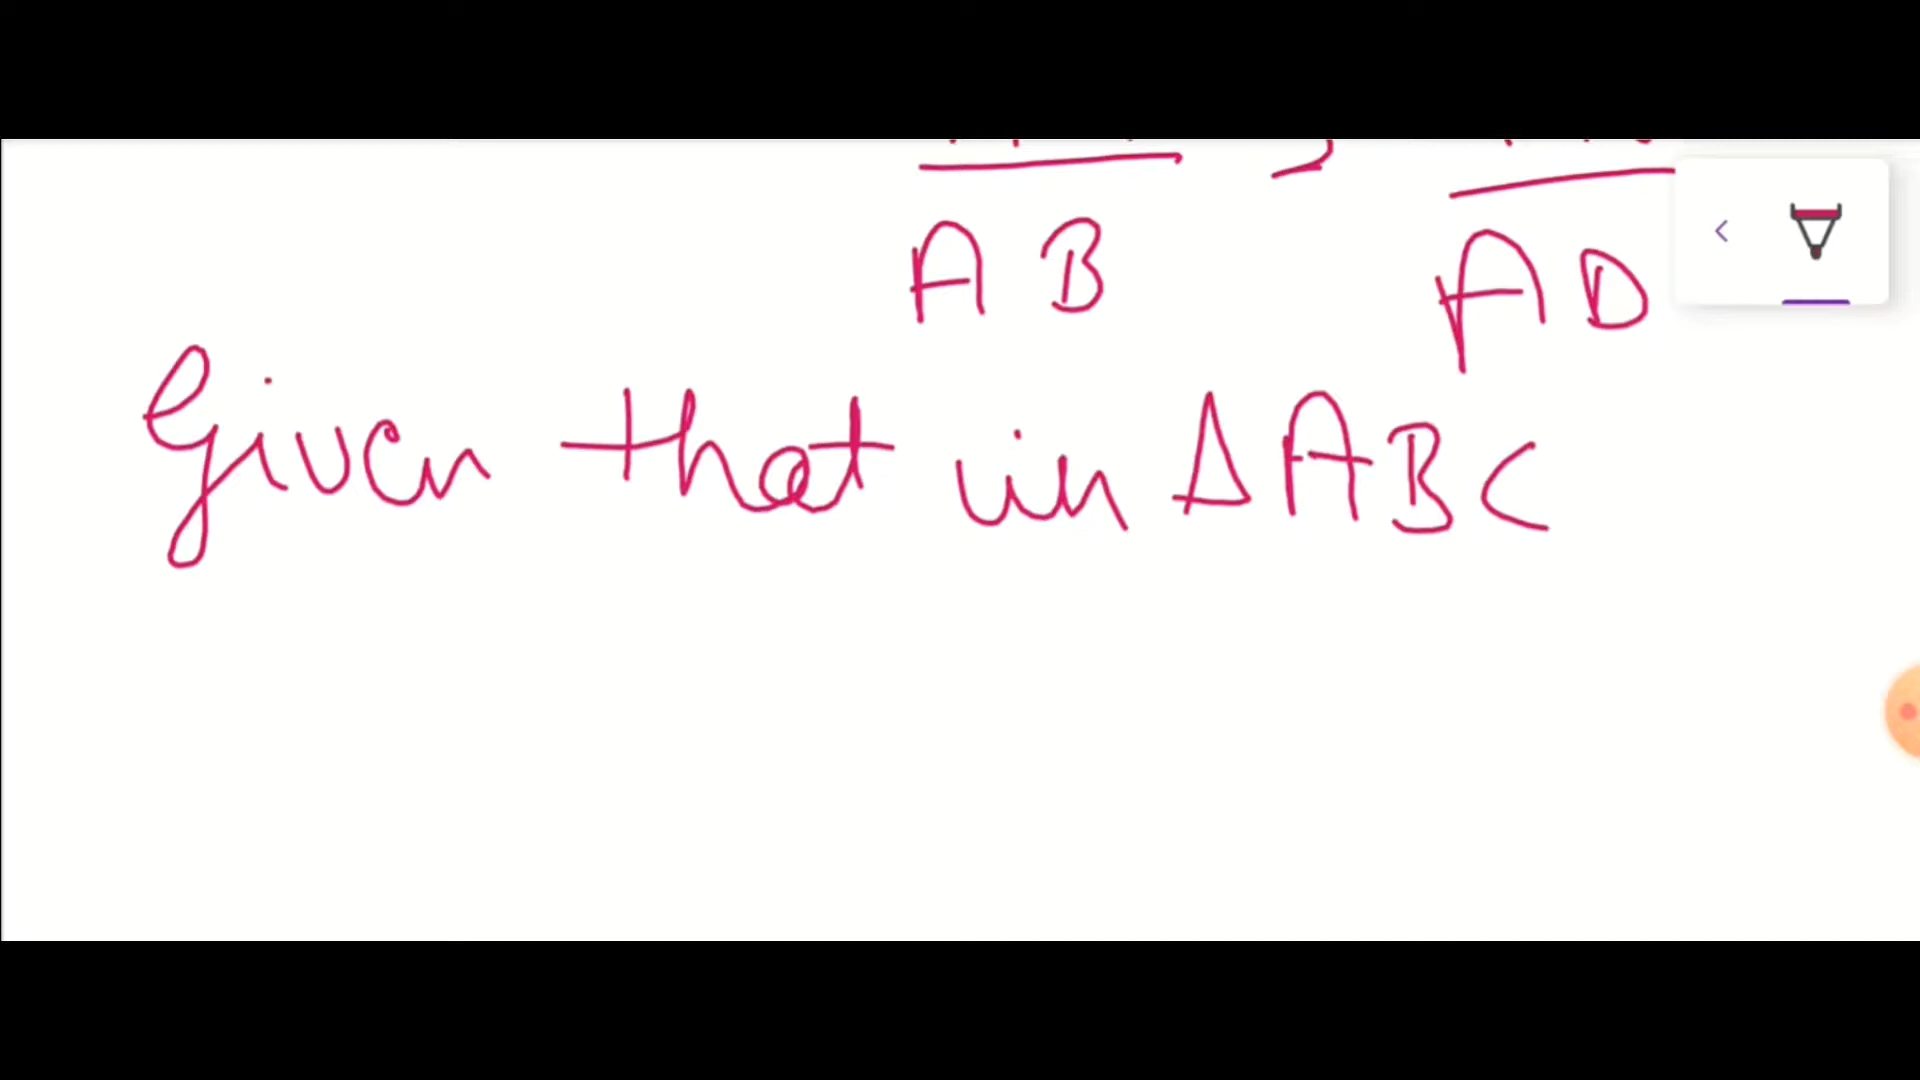 AB AD
Given that in ΔABC